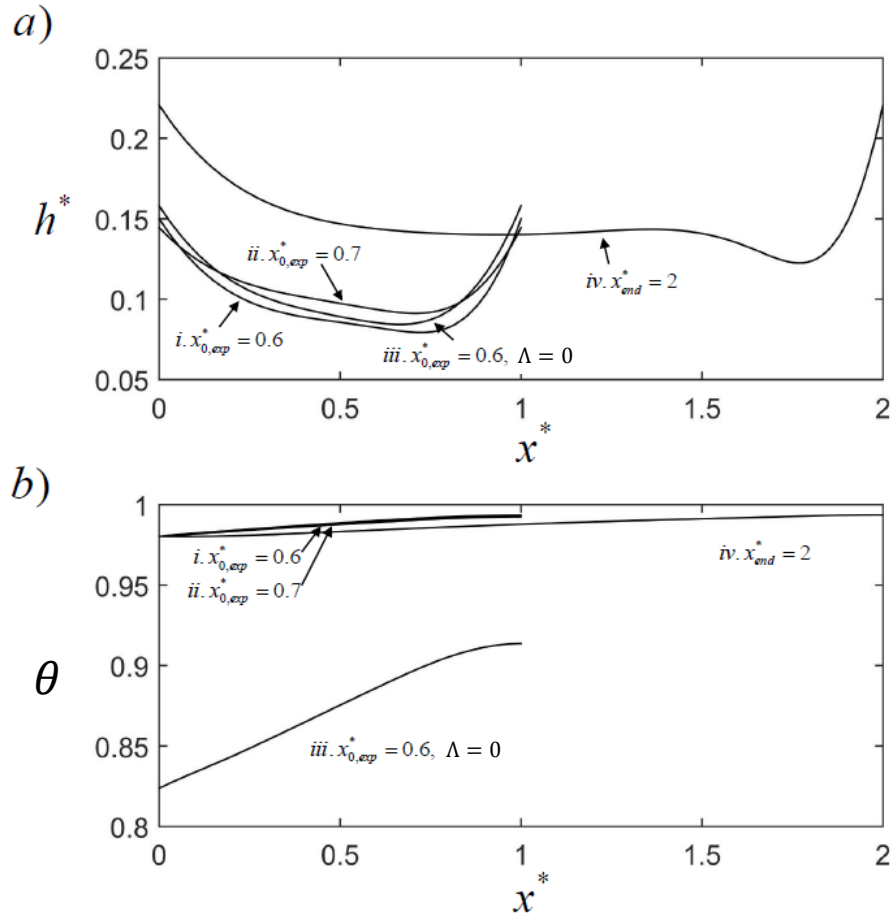 a)
0.25
0.2
h*
0.15
ii. x*0,exp = 0.7
iv. x*end = 2
0.1
i. x*0,exp = 0.6
iii. x*0,exp = 0.6, Λ = 0
0.05
0 0.5 1 1.5 2
x*
b)
1
i. x*0,exp = 0.6
iv. x*end = 2
ii. x*0,exp = 0.7
0.95
0.9
θ
0.85
iii. x*0,exp = 0.6, Λ = 0
0.8
0 0.5 1 1.5 2
x*